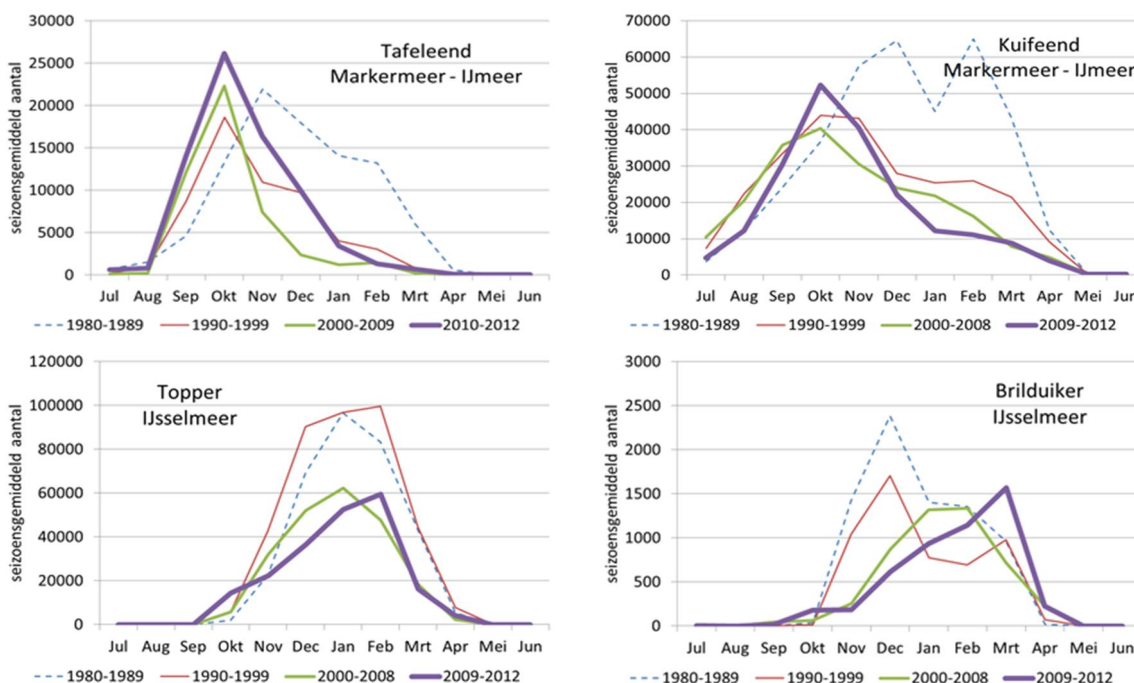 30000
25000
20000
15000
10000
5000
0
seizoensgemiddeld aantal
Tafeleend
Markermeer - IJmeer
Jul Aug Sep Okt Nov Dec Jan Feb Mrt Apr Mei Jun
1980-1989 1990-1999 2000-2009 2010-2012
70000
60000
50000
40000
30000
20000
10000
0
seizoensgemiddeld aantal
Kuifeend
Markermeer - IJmeer
Jul Aug Sep Okt Nov Dec Jan Feb Mrt Apr Mei Jun
1980-1989 1990-1999 2000-2008 2009-2012
120000
100000
80000
60000
40000
20000
0
seizoensgemiddeld aantal
Topper
IJsselmeer
Jul Aug Sep Okt Nov Dec Jan Feb Mrt Apr Mei Jun
1980-1989 1990-1999 2000-2008 2009-2012
3000
2500
2000
1500
1000
500
0
seizoensgemiddeld aantal
Brilduiker
IJsselmeer
Jul Aug Sep Okt Nov Dec Jan Feb Mrt Apr Mei Jun
1980-1989 1990-1999 2000-2008 2009-2012